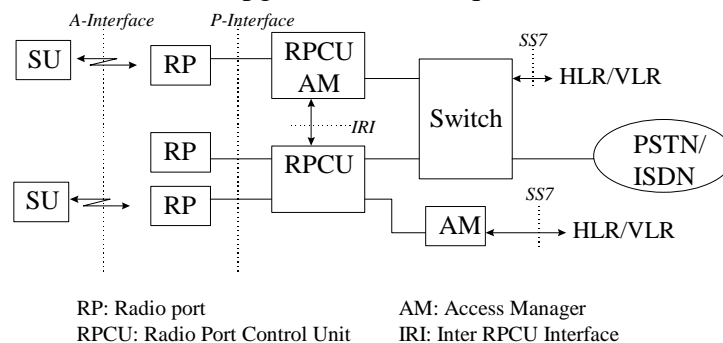 A-Interface
P-Interface
SU
RP
RPCU
AM
SS7
HLR/VLR
Switch
IRI
RP
RPCU
PSTN/
ISDN
SU
RP
AM
SS7
HLR/VLR
RP: Radio port
AM: Access Manager
RPCU: Radio Port Control Unit
IRI: Inter RPCU Interface